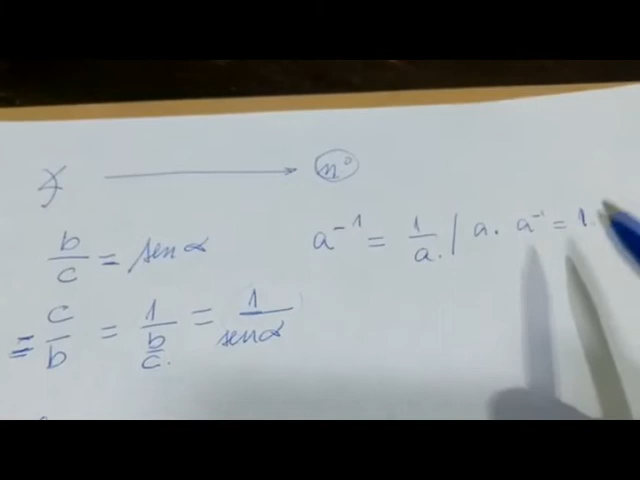 ∡ → n°
b/c = sen α
a⁻¹ = 1/a. | a. a⁻¹ = 1.
= c/b = 1/(b/c). = 1/sen α